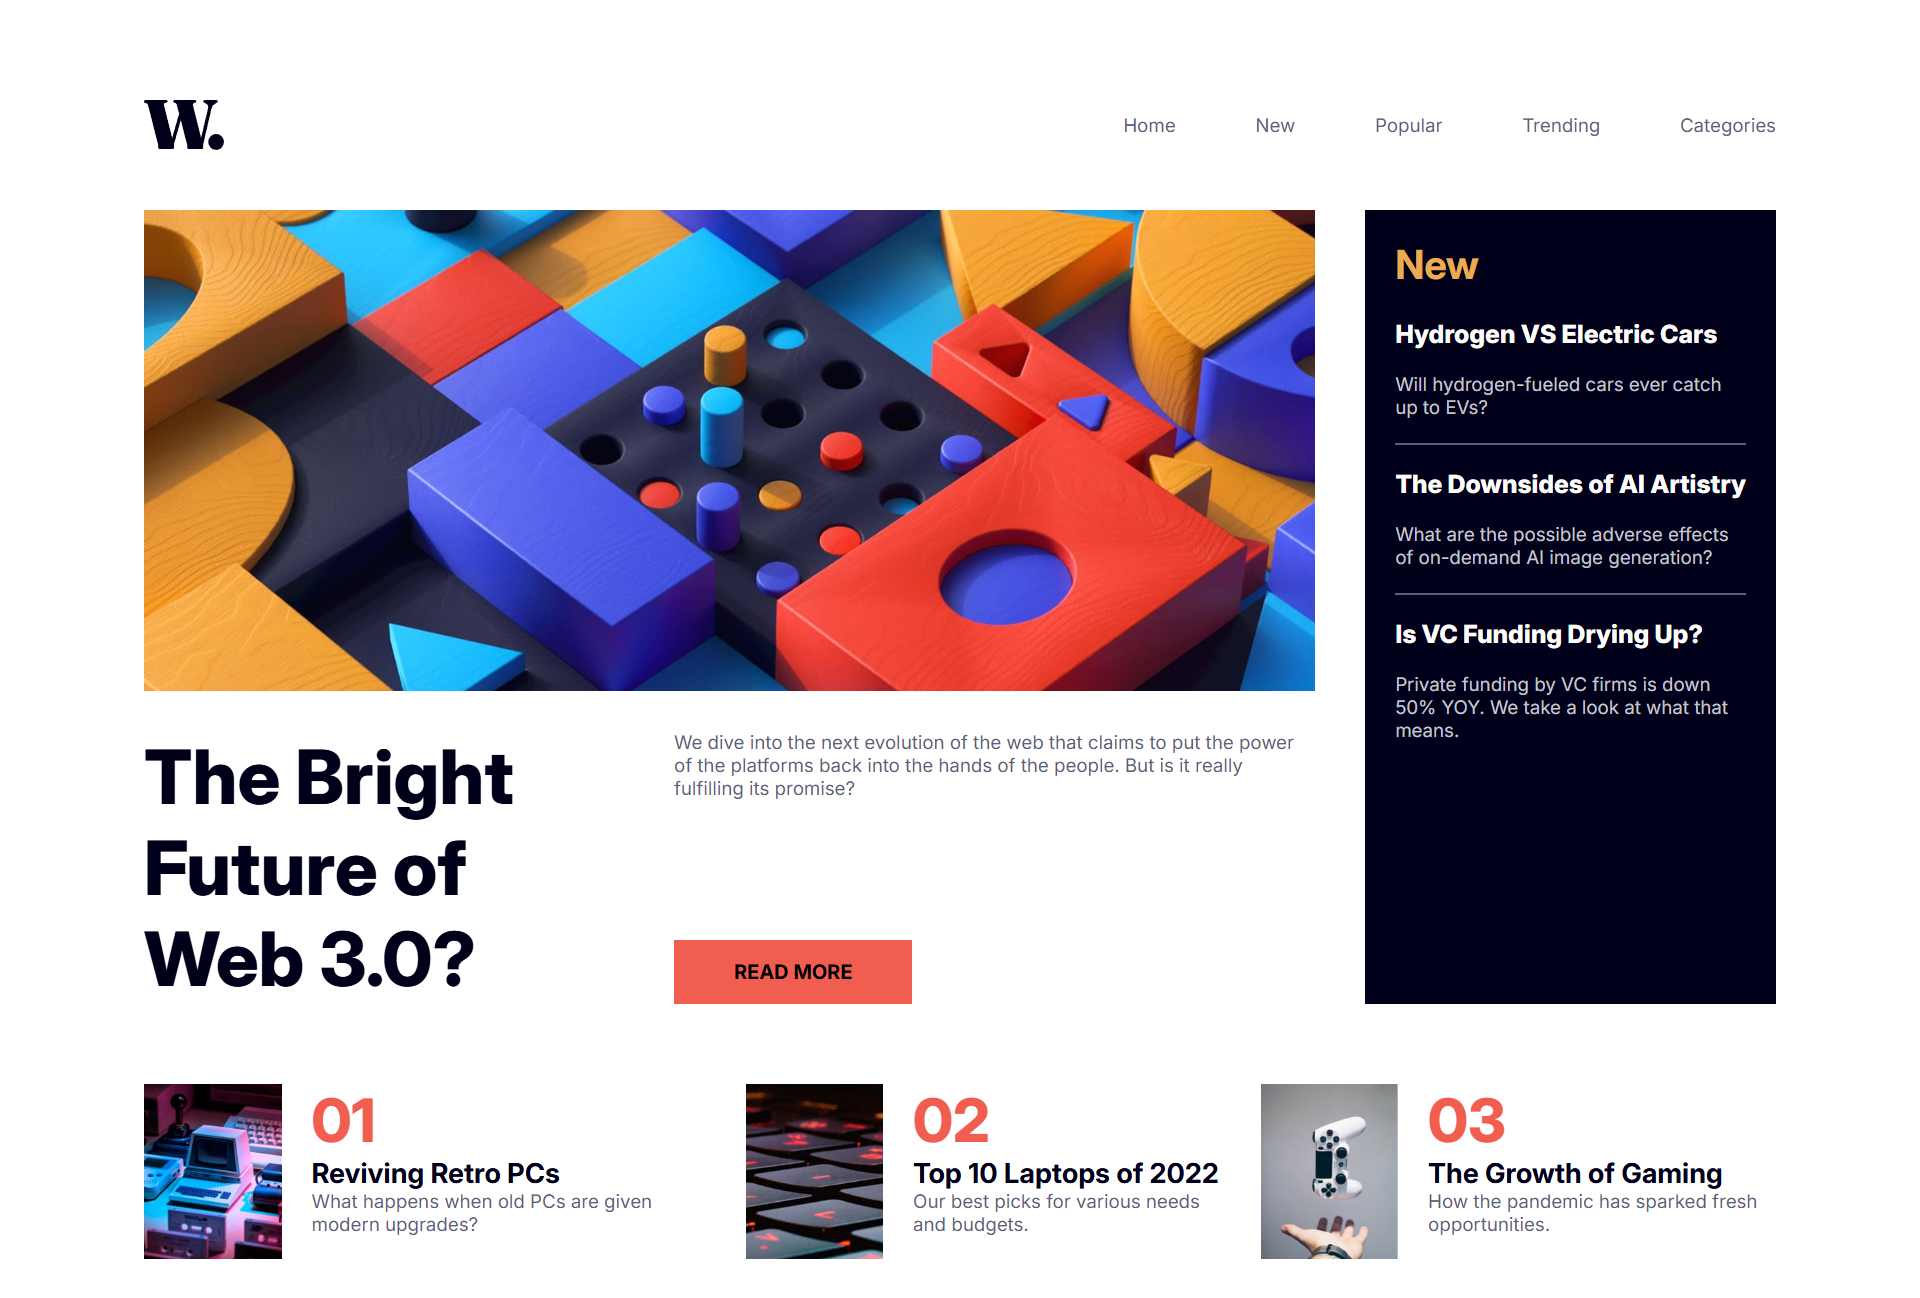 W.
Home
New
Popular
Trending
Categories
New
Hydrogen VS Electric Cars
Will hydrogen-fueled cars ever catch
up to EVs?
The Downsides of AI Artistry
What are the possible adverse effects
of on-demand AI image generation?
Is VC Funding Drying Up?
Private funding by VC firms is down
50% YOY. We take a look at what that
means.
The Bright
Future of
Web 3.0?
We dive into the next evolution of the web that claims to put the power
of the platforms back into the hands of the people. But is it really
fulfilling its promise?
READ MORE
01
Reviving Retro PCs
What happens when old PCs are given
modern upgrades?
02
Top 10 Laptops of 2022
Our best picks for various needs
and budgets.
03
The Growth of Gaming
How the pandemic has sparked fresh
opportunities.